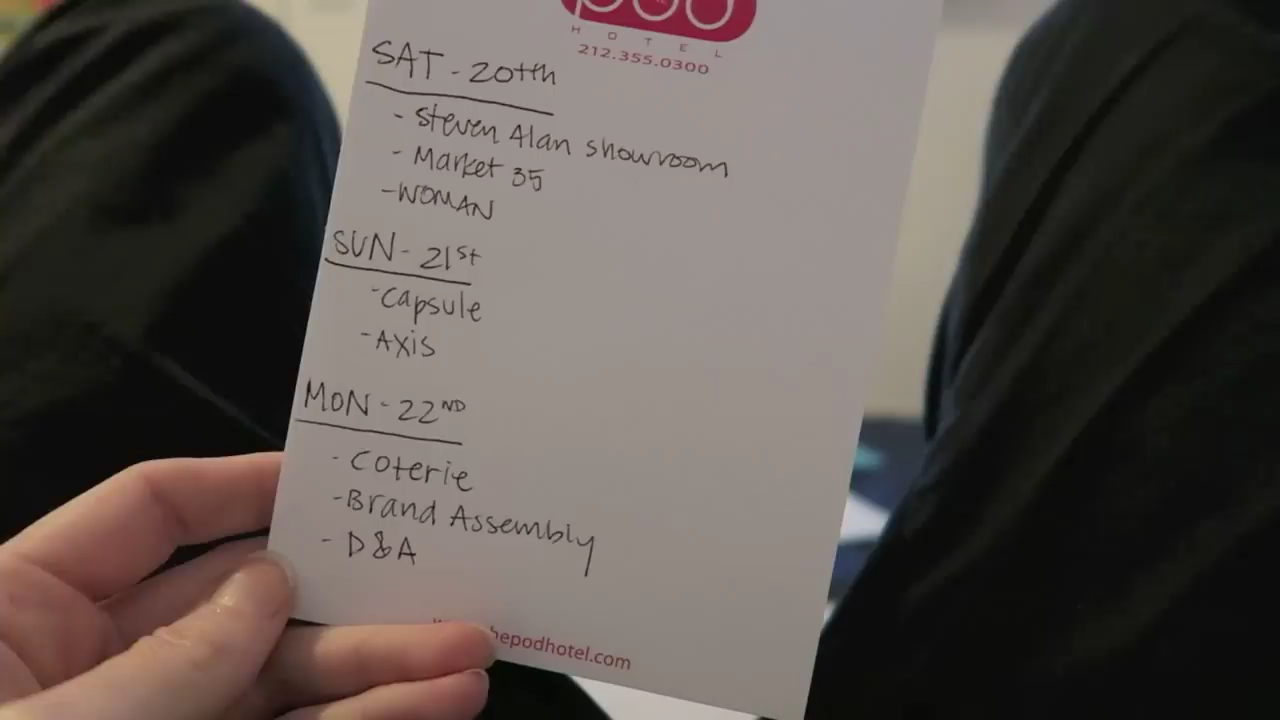 pod
HOTEL
212.355.0300
SAT - 20th
- Steven Alan showroom
- Market 35
- WOMAN
SUN - 21st
- Capsule
- AXIS
MON - 22ND
- Coterie
- Brand Assembly
- D&A
hepodhotel.com